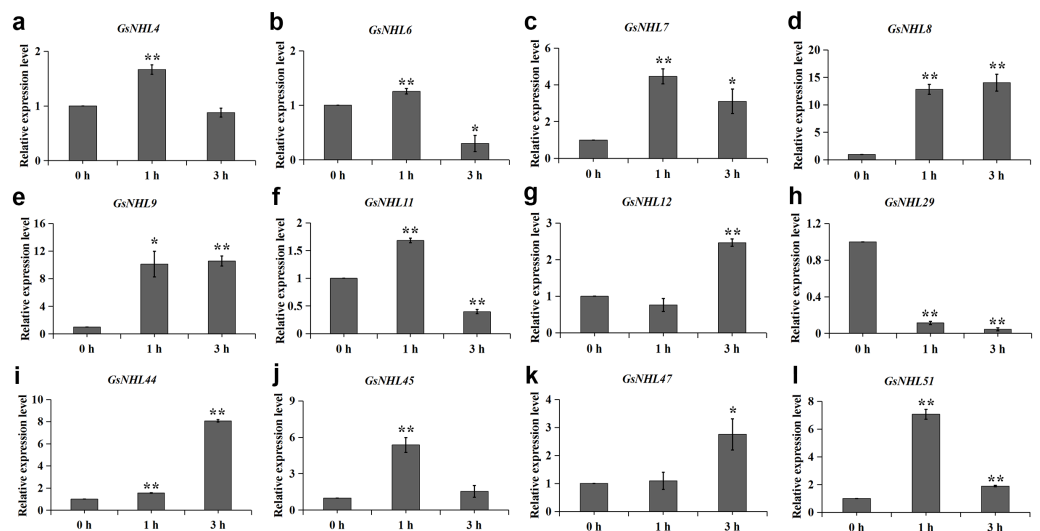 a
GsNHL4
Relative expression level
2
1
0
**
0 h 1 h 3 h
b
GsNHL6
Relative expression level
2
1
0
**
*
0 h 1 h 3 h
c
GsNHL7
Relative expression level
6
4
2
0
**
*
0 h 1 h 3 h
d
GsNHL8
Relative expression level
20
15
10
5
0
**
**
0 h 1 h 3 h
e
GsNHL9
Relative expression level
16
12
8
4
0
*
**
0 h 1 h 3 h
f
GsNHL11
Relative expression level
2
1.5
1
0.5
0
**
**
0 h 1 h 3 h
g
GsNHL12
Relative expression level
3
2
1
0
**
0 h 1 h 3 h
h
GsNHL29
Relative expression level
1.2
0.8
0.4
0
**
**
0 h 1 h 3 h
i
GsNHL44
Relative expression level
10
8
6
4
2
0
**
**
0 h 1 h 3 h
j
GsNHL45
Relative expression level
9
6
3
0
**
0 h 1 h 3 h
k
GsNHL47
Relative expression level
4
3
2
1
0
*
0 h 1 h 3 h
l
GsNHL51
Relative expression level
8
6
4
2
0
**
**
0 h 1 h 3 h